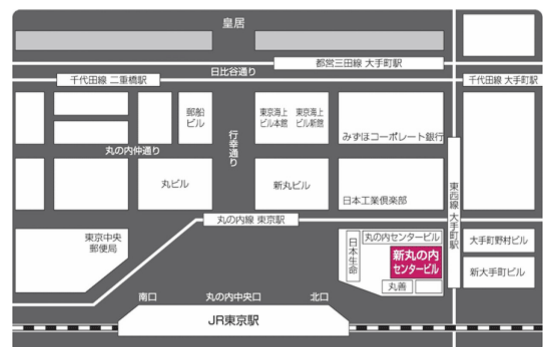 皇居
都営三田線 大手町駅
日比谷通り
千代田線 二重橋駅
千代田線 大手町駅
郵船
ビル
行幸通り
東京海上
ビル本館
東京海上
ビル新館
みずほコーポレート銀行
丸の内仲通り
丸ビル
新丸ビル
日本工業倶楽部
東西線 大手町駅
丸の内線 東京駅
東京中央
郵便局
日本生命
丸の内センタービル
新丸の内
センタービル
丸善
大手町野村ビル
新大手町ビル
南口
丸の内中央口
北口
JR東京駅